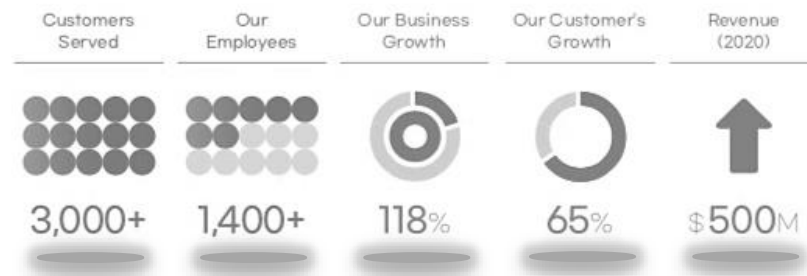 Customers
Served
Our
Employees
Our Business
Growth
Our Customer's
Growth
Revenue
(2020)
3,000+
1,400+
118%
65%
$500M